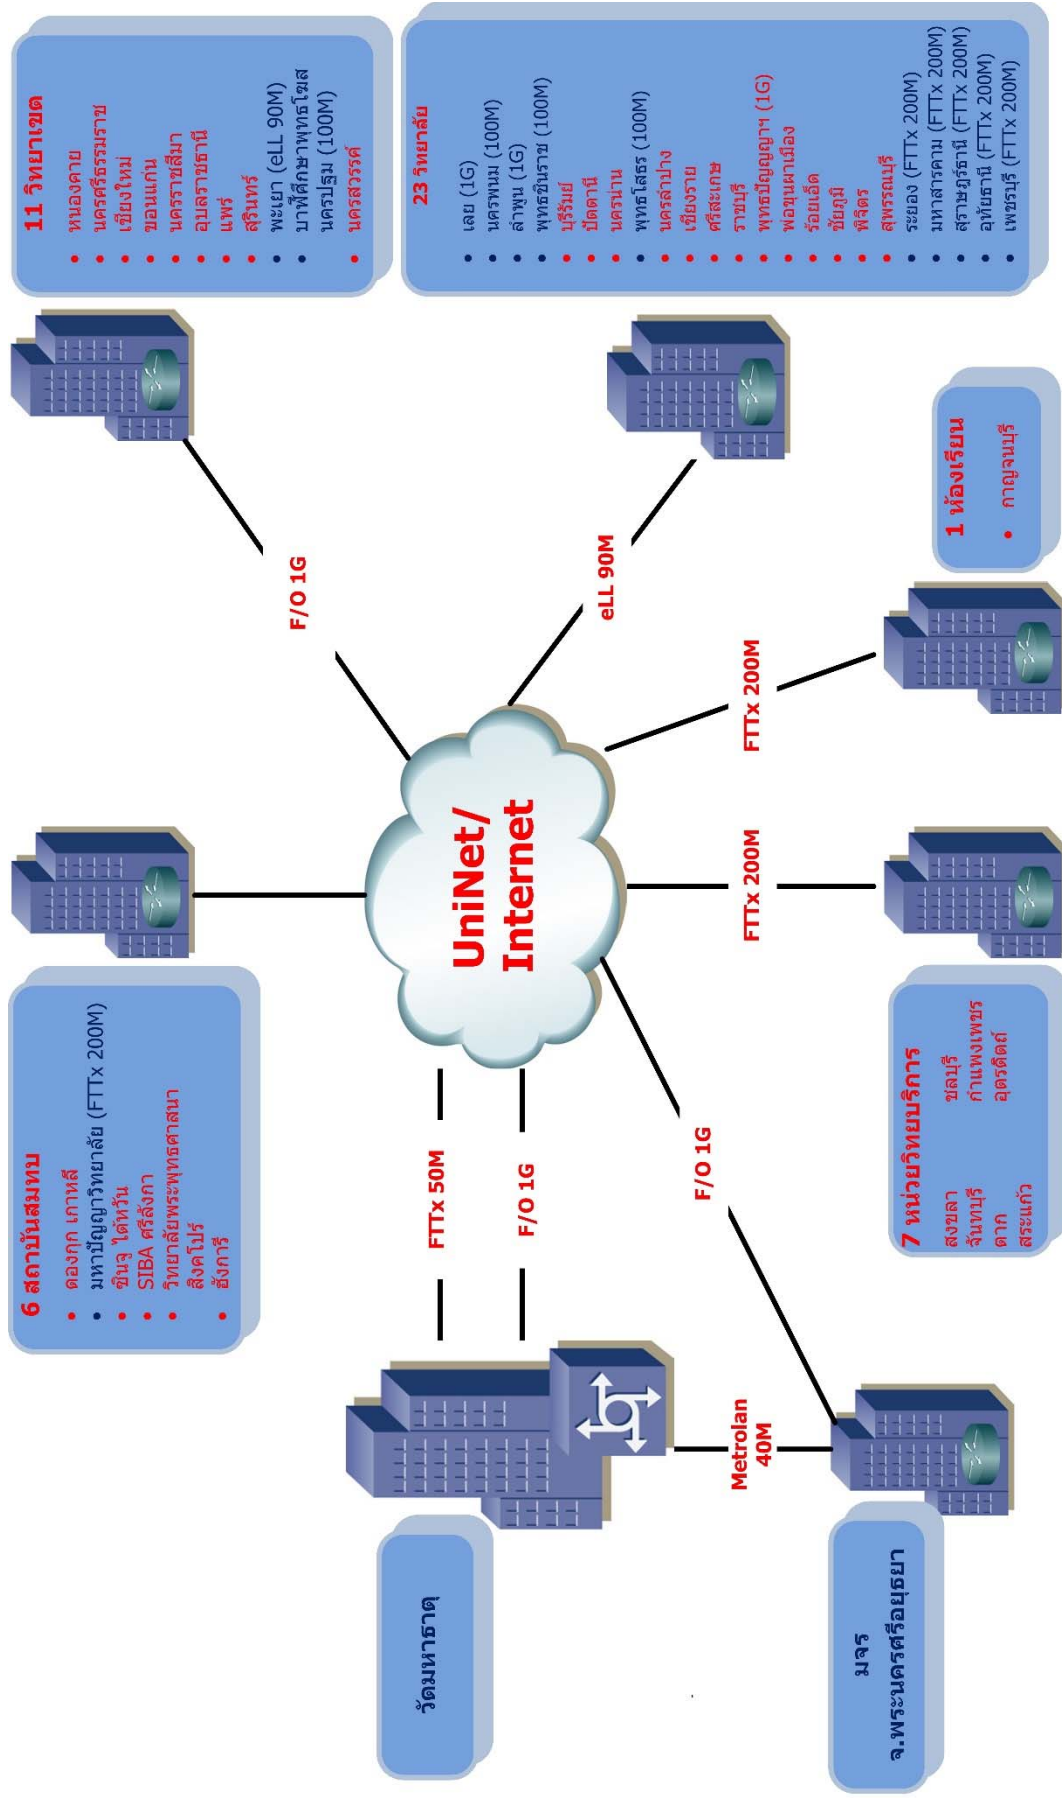 6 สถาบันสมทบ
• ดองกุก เกาหลี
• มหาปัญญาวิทยาลัย (FTTx 200M)
• ชินจู ไต้หวัน
• SIBA ศรีลังกา
• วิทยาลัยพระพุทธศาสนา
สิงคโปร์
• ฮังการี
11 วิทยาเขต
• หนองคาย
• นครศรีธรรมราช
• เชียงใหม่
• ขอนแก่น
• นครราชสีมา
• อุบลราชธานี
• แพร่
• สุรินทร์
• พะเยา (eLL 90M)
• บาฬีศึกษาพุทธโฆส
นครปฐม (100M)
• นครสวรรค์
วัดมหาธาตุ
FTTx 50M
F/O 1G
UniNet/
Internet
F/O 1G
eLL 90M
23 วิทยาลัย
• เลย (1G)
• นครพนม (100M)
• ลำพูน (1G)
• พุทธชินราช (100M)
• บุรีรัมย์
• ปัตตานี
• นครน่าน
• พุทธโสธร (100M)
• นครลำปาง
• เชียงราย
• ศรีสะเกษ
• ราชบุรี
• พุทธปัญญญาฯ (1G)
• พ่อขุนผาเมือง
• ร้อยเอ็ด
• ชัยภูมิ
• พิจิตร
• สุพรรณบุรี
• ระยอง (FTTx 200M)
• มหาสารคาม (FTTx 200M)
• สุราษฎร์ธานี (FTTx 200M)
• อุทัยธานี (FTTx 200M)
• เพชรบุรี (FTTx 200M)
Metrolan
40M
F/O 1G
FTTx 200M
FTTx 200M
มจร
จ.พระนครศรีอยุธยา
7 หน่วยวิทยบริการ
สงขลา ชลบุรี
จันทบุรี กำแพงเพชร
ตาก อุตรดิตถ์
สระแก้ว
1 ห้องเรียน
• กาญจนบุรี